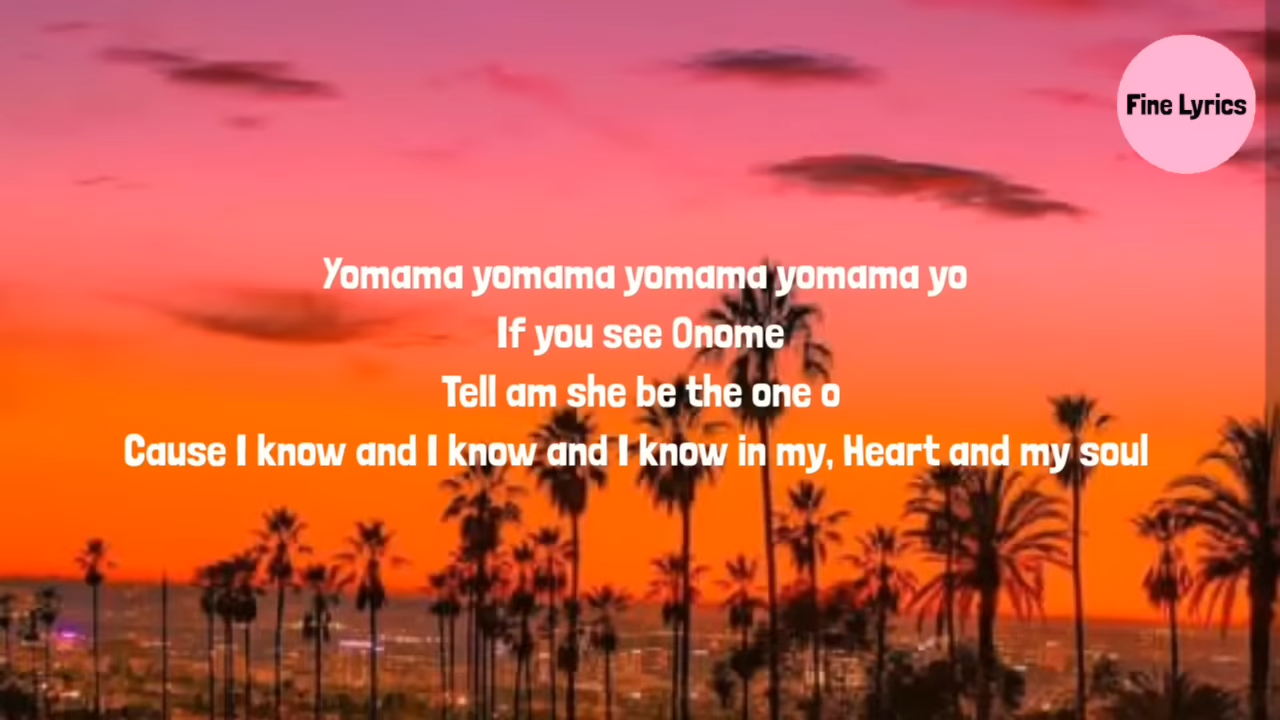 Fine Lyrics
Yomama yomama yomama yomama yo
If you see Onome
Tell am she be the one o
Cause I know and I know and I know in my, Heart and my soul